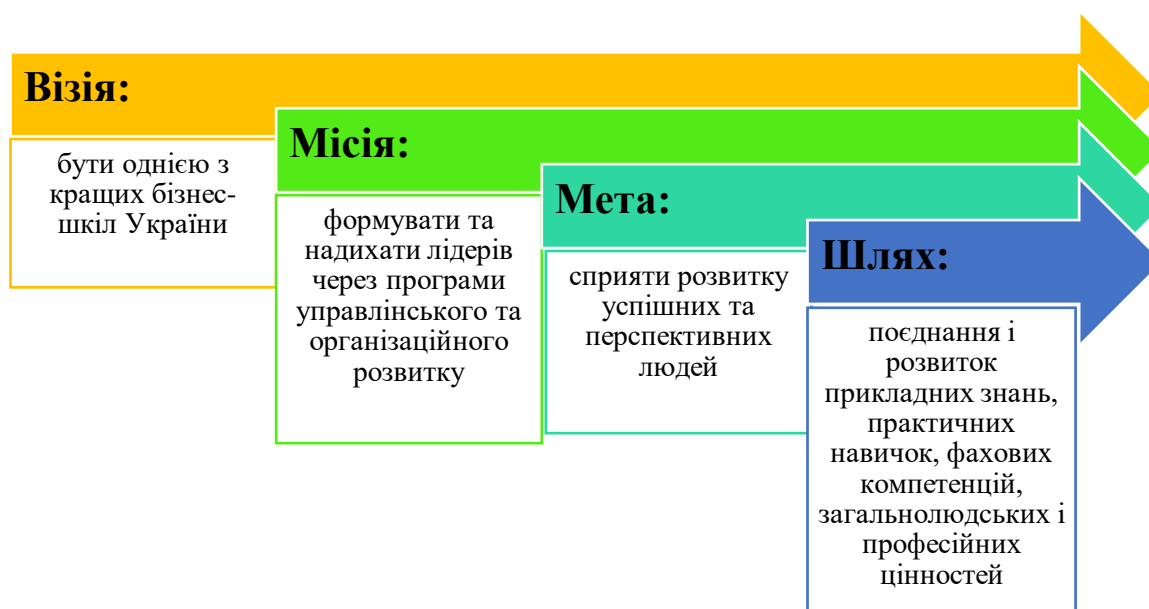 Візія:
бути однією з
кращих бізнес-
шкіл України
Місія:
формувати та
надихати лідерів
через програми
управлінського та
організаційного
розвитку
Мета:
сприяти розвитку
успішних та
перспективних
людей
Шлях:
поєднання і
розвиток
прикладних знань,
практичних
навичок, фахових
компетенцій,
загальнолюдських і
професійних
цінностей